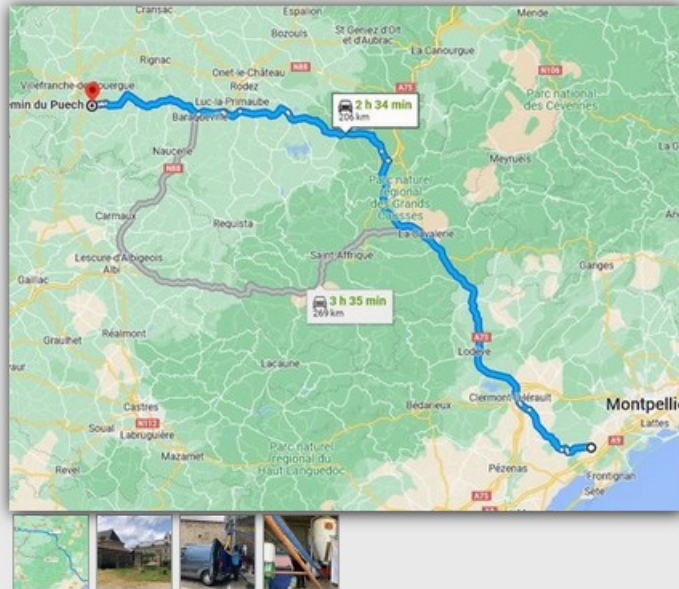 Cransac
Espalion
Mende
Bozouls
St Geniez d'Olt
et d'Aubrac
La Canourgue
Rignac
Onet-le-Château
N88
N106
A75
Villefranche-de-Rouergue
Rodez
Parc national
des Cévennes
emin du Puech
Luc-la-Primaube
2 h 34 min
206 km
Baraqueville
Naucelle
Meyrueis
La G
N88
Parc naturel
régional
des Grands
Causses
Carmaux
Requista
La Cavalerie
Lescure-d'Albigeois
Saint-Affrique
Ganges
Albi
Gaillac
3 h 35 min
269 km
Réalmont
Graulhet
A75
Lodève
Lacaune
Castres
Bédarieux
Clermont-l'Hérault
Montpelli
Soual
N112
Lattes
Labruguière
A9
Mazamet
Parc naturel
régional du
Haut Languedoc
Revel
Pézenas
Frontignan
Sète
A75